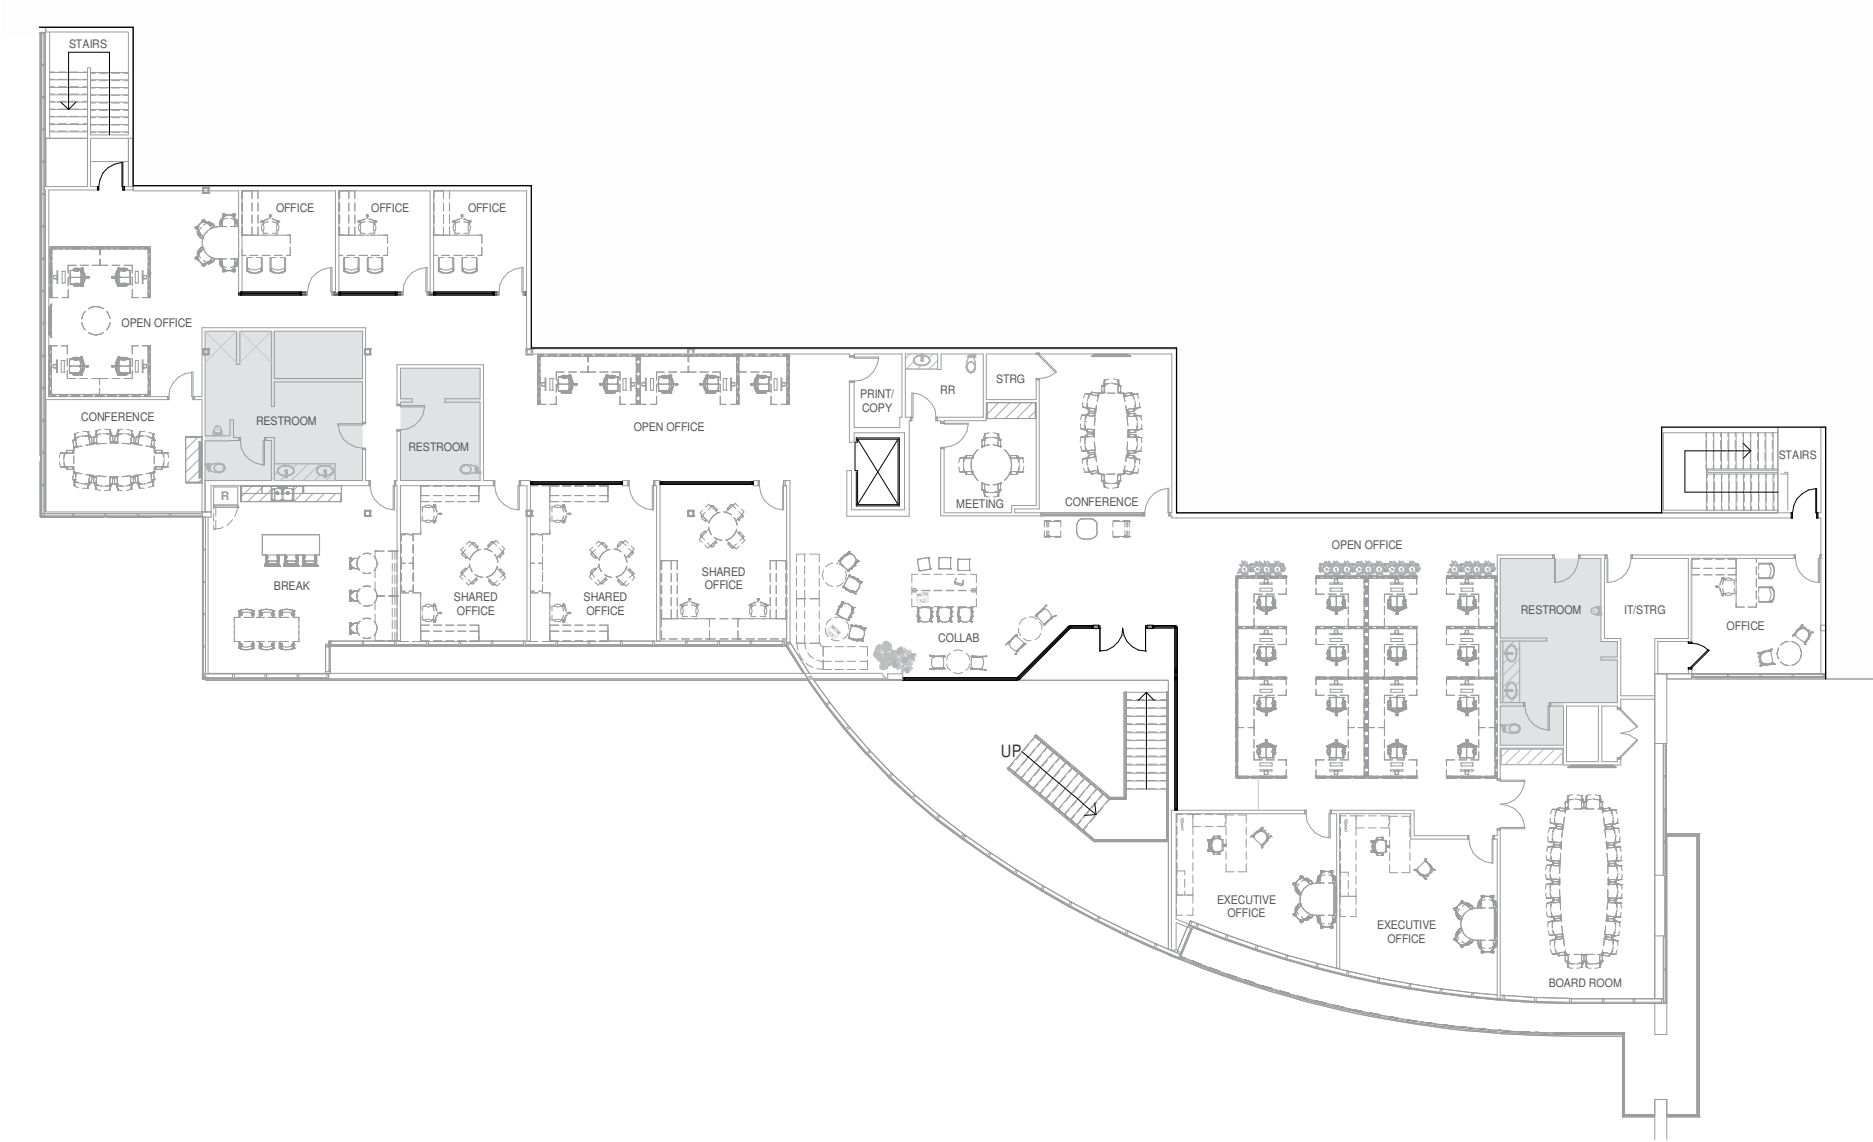 STAIRS
OFFICE
OFFICE
OFFICE
OPEN OFFICE
CONFERENCE
RESTROOM
RESTROOM
OPEN OFFICE
PRINT/
COPY
RR
STRG
MEETING
CONFERENCE
STAIRS
R
BREAK
SHARED
OFFICE
SHARED
OFFICE
SHARED
OFFICE
COLLAB
OPEN OFFICE
RESTROOM
IT/STRG
OFFICE
UP
EXECUTIVE
OFFICE
EXECUTIVE
OFFICE
BOARD ROOM